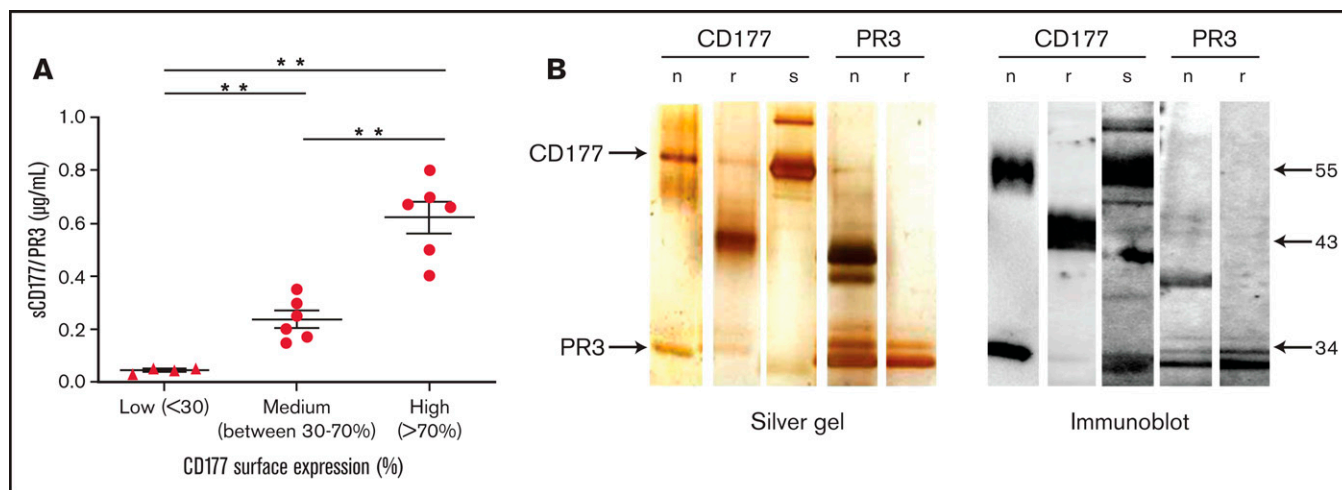 A
* *
* *
* *
sCD177/PR3 (µg/mL)
1.0
0.8
0.6
0.4
0.2
0.0
Low (<30)
Medium
(between 30-70%)
High
(>70%)
CD177 surface expression (%)
B
CD177
PR3
n
r
s
n
r
CD177
PR3
Silver gel
CD177
PR3
n
r
s
n
r
55
43
34
Immunoblot